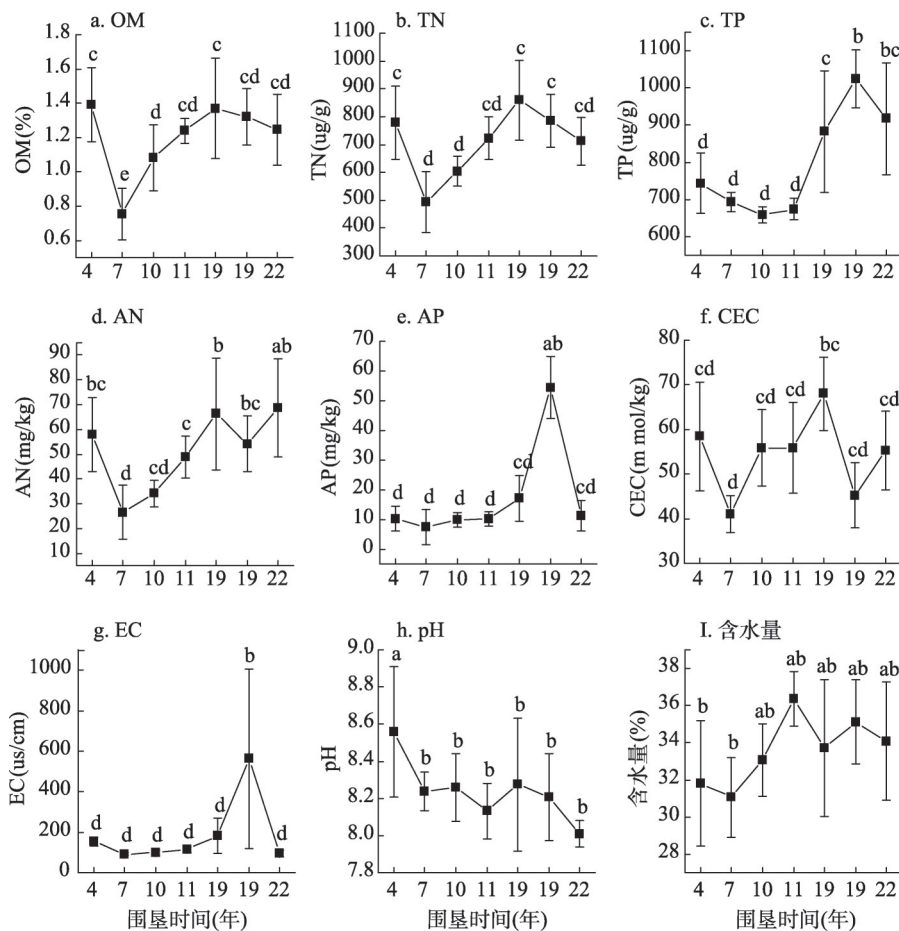 a. OM
b. TN
c. TP
1.8
1.6
1.4
1.2
1.0
0.8
0.6
OM(%)
c
e
d
cd
c
cd
cd
4 7 10 11 19 19 22
1100
1000
900
800
700
600
500
400
300
TN(ug/g)
c
d
d
cd
c
c
cd
4 7 10 11 19 19 22
1100
1000
900
800
700
600
TP(ug/g)
d
d
d
d
c
b
bc
4 7 10 11 19 19 22
d. AN
e. AP
f. CEC
90
80
70
60
50
40
30
20
10
AN(mg/kg)
bc
d
cd
c
b
bc
ab
4 7 10 11 19 19 22
70
60
50
40
30
20
10
0
AP(mg/kg)
d
d
d
d
cd
ab
cd
4 7 10 11 19 19 22
80
70
60
50
40
30
CEC(m mol/kg)
cd
d
cd
cd
bc
cd
cd
4 7 10 11 19 19 22
g. EC
h. pH
I. 含水量
1000
800
600
400
200
0
EC(us/cm)
d
d
d
d
d
b
d
4 7 10 11 19 19 22
围垦时间(年)
9.0
8.8
8.6
8.4
8.2
8.0
7.8
pH
a
b
b
b
b
b
b
4 7 10 11 19 19 22
围垦时间(年)
38
36
34
31
31
28
含水量(%)
b
b
ab
ab
ab
ab
ab
4 7 10 11 19 19 22
围垦时间(年)